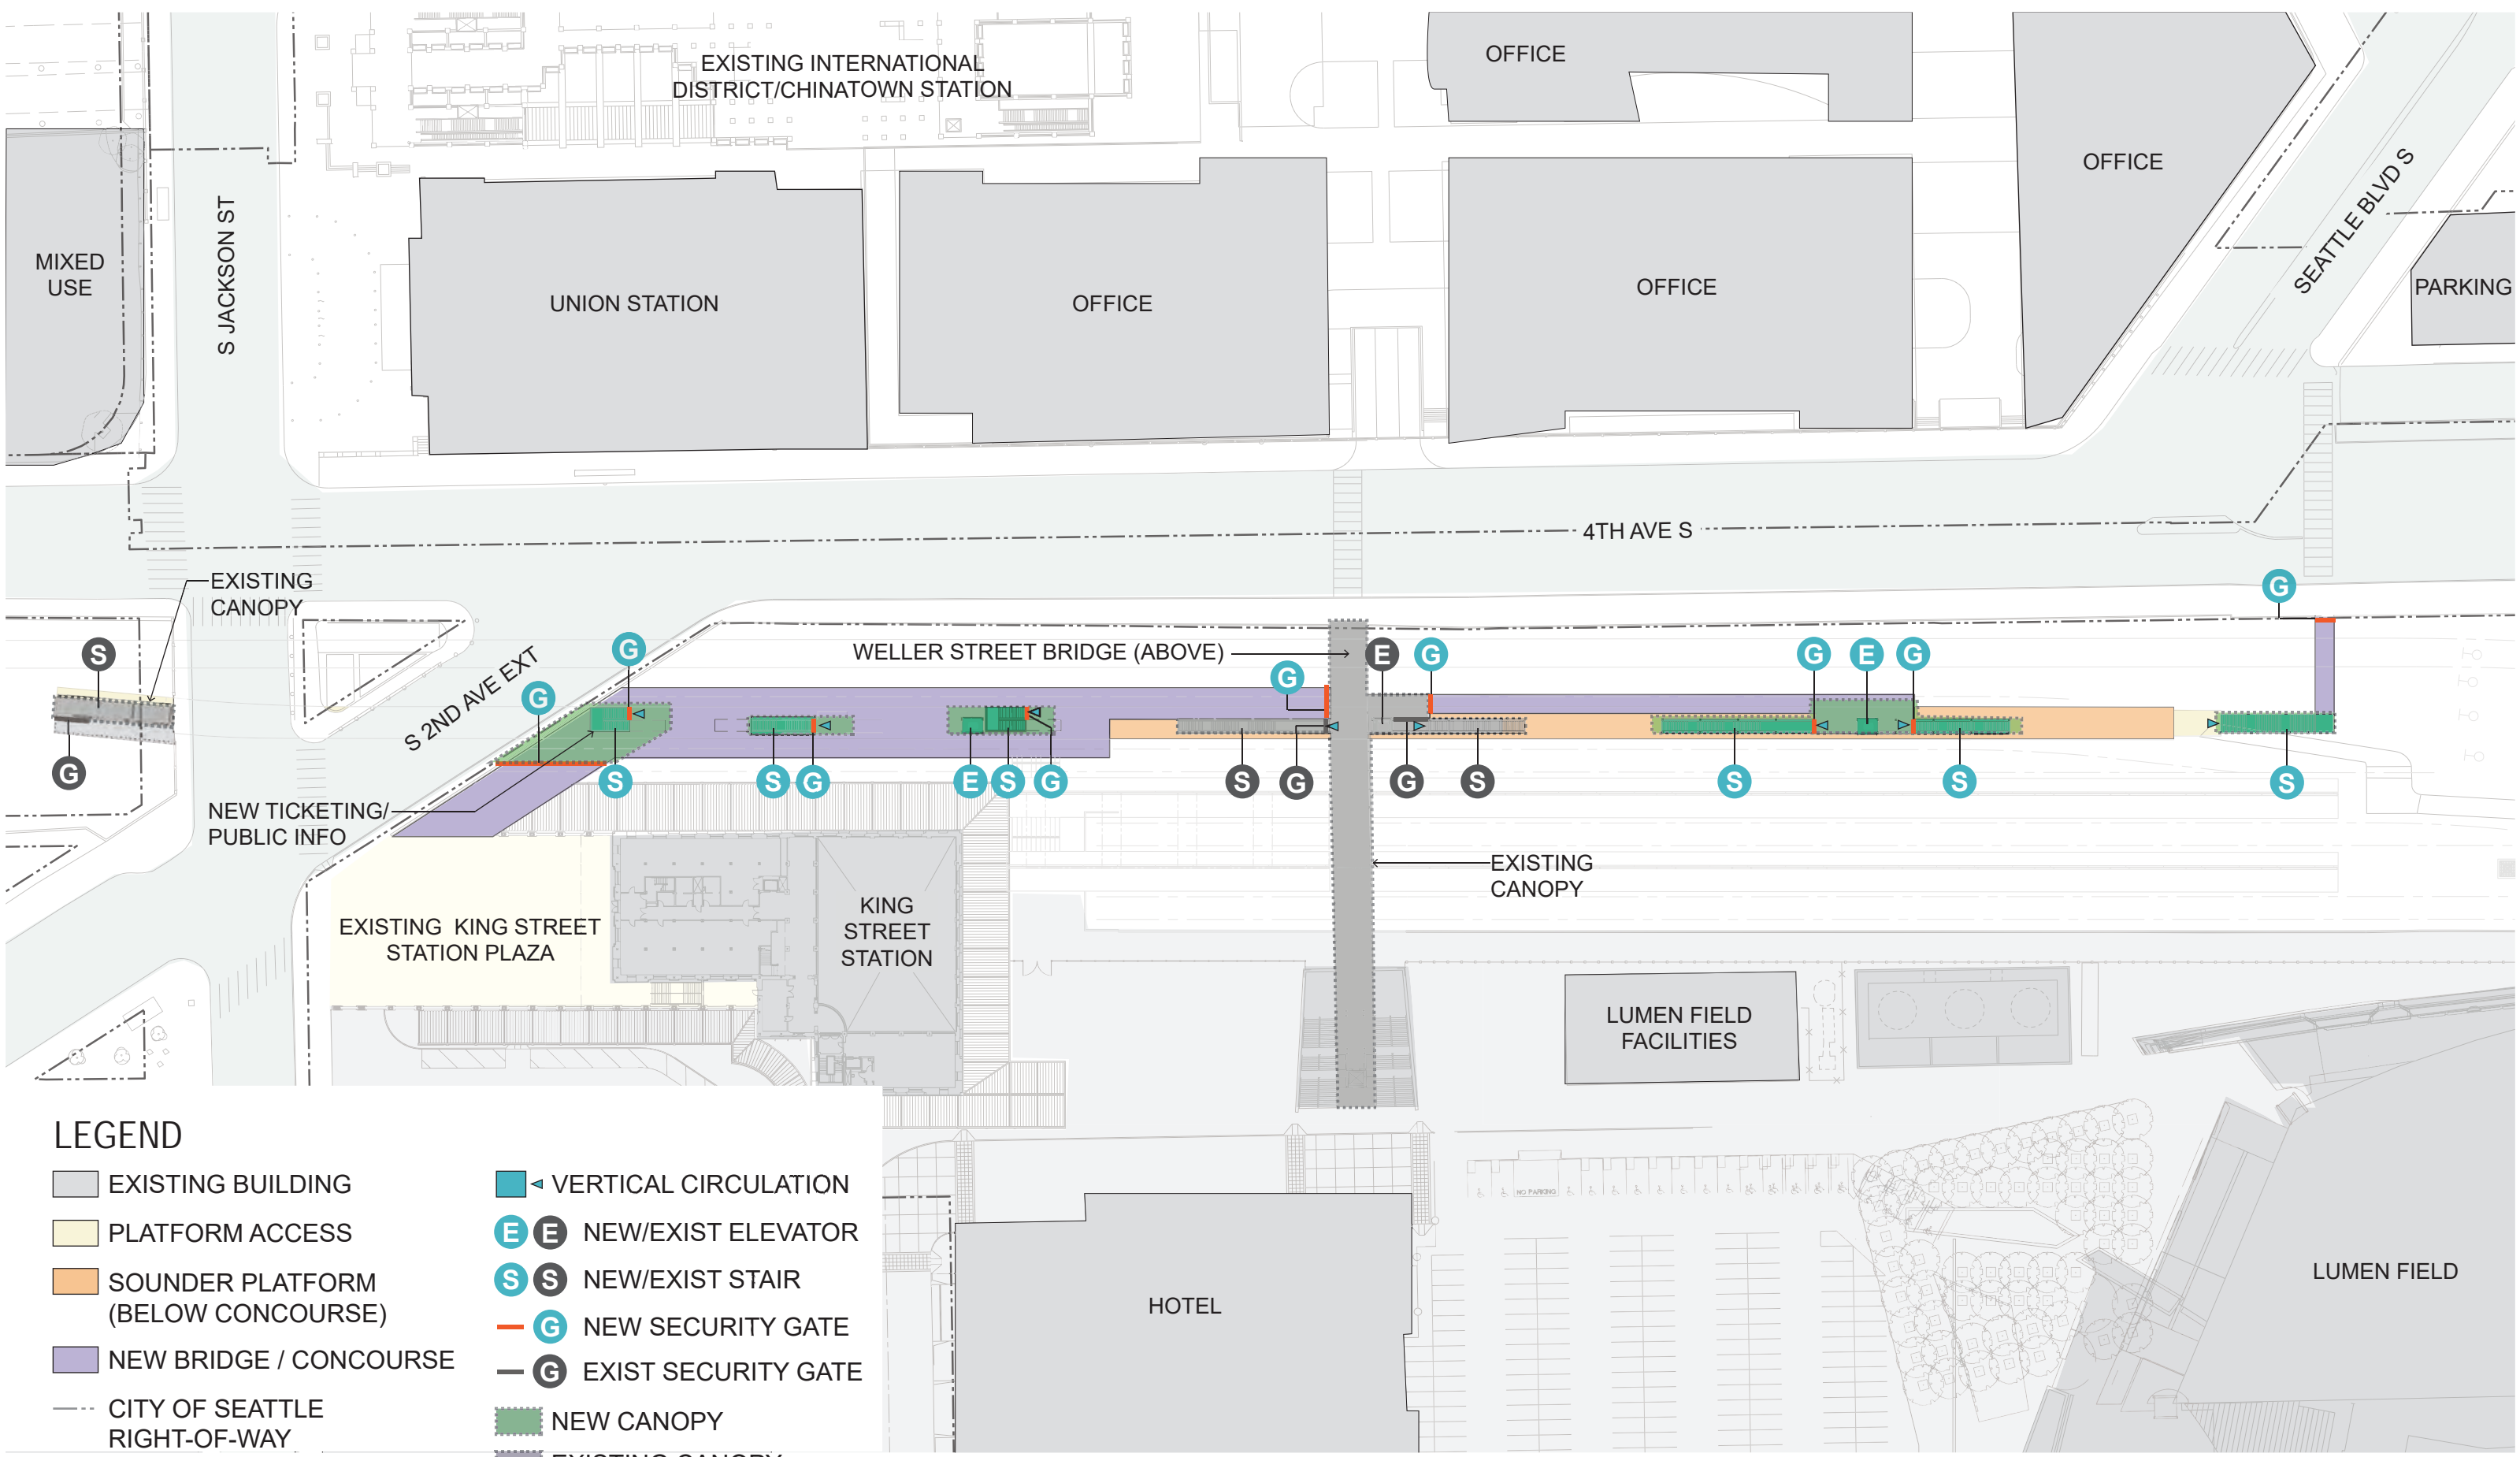 EXISTING INTERNATIONAL
DISTRICT/CHINATOWN STATION
OFFICE
OFFICE
MIXED
USE
S JACKSON ST
UNION STATION
OFFICE
OFFICE
SEATTLE BLVD S
PARKING
4TH AVE S
EXISTING
CANOPY
S
G
S 2ND AVE EXT
WELLER STREET BRIDGE (ABOVE)
G
G
G
E
G
G
E
G
G
S
S
G
E
S
G
S
G
G
S
S
S
S
NEW TICKETING/
PUBLIC INFO
EXISTING
CANOPY
EXISTING KING STREET
STATION PLAZA
KING
STREET
STATION
LUMEN FIELD
FACILITIES
NO PARKING
HOTEL
LUMEN FIELD
LEGEND
EXISTING BUILDING
PLATFORM ACCESS
SOUNDER PLATFORM
(BELOW CONCOURSE)
NEW BRIDGE / CONCOURSE
CITY OF SEATTLE
RIGHT-OF-WAY
VERTICAL CIRCULATION
E E NEW/EXIST ELEVATOR
S S NEW/EXIST STAIR
G NEW SECURITY GATE
G EXIST SECURITY GATE
NEW CANOPY
EXISTING CANOPY